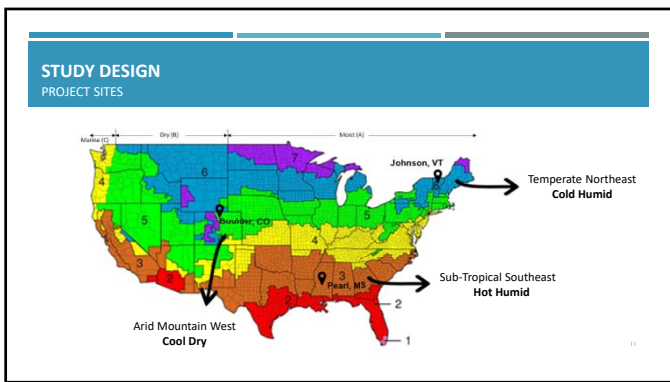 STUDY DESIGN
PROJECT SITES
Marine (C)
Dry (B)
Moist (A)
7
6
Johnson, VT
6
4
Temperate Northeast
Cold Humid
5
Boulder, CO
5
4
3
3
2
Pearl, MS
Sub-Tropical Southeast
Hot Humid
2
2
Arid Mountain West
Cool Dry
1
11